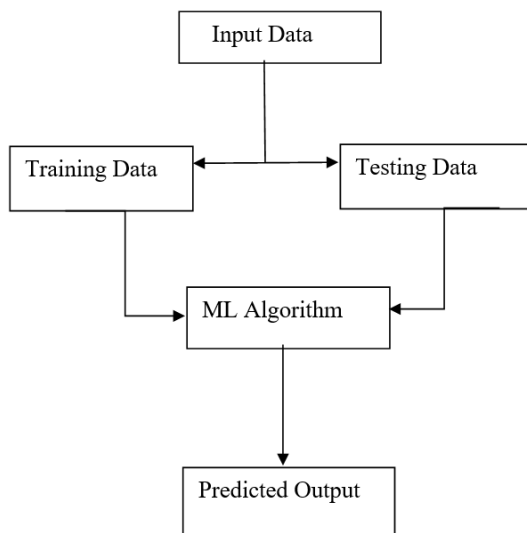 Input Data
Training Data
Testing Data
ML Algorithm
Predicted Output